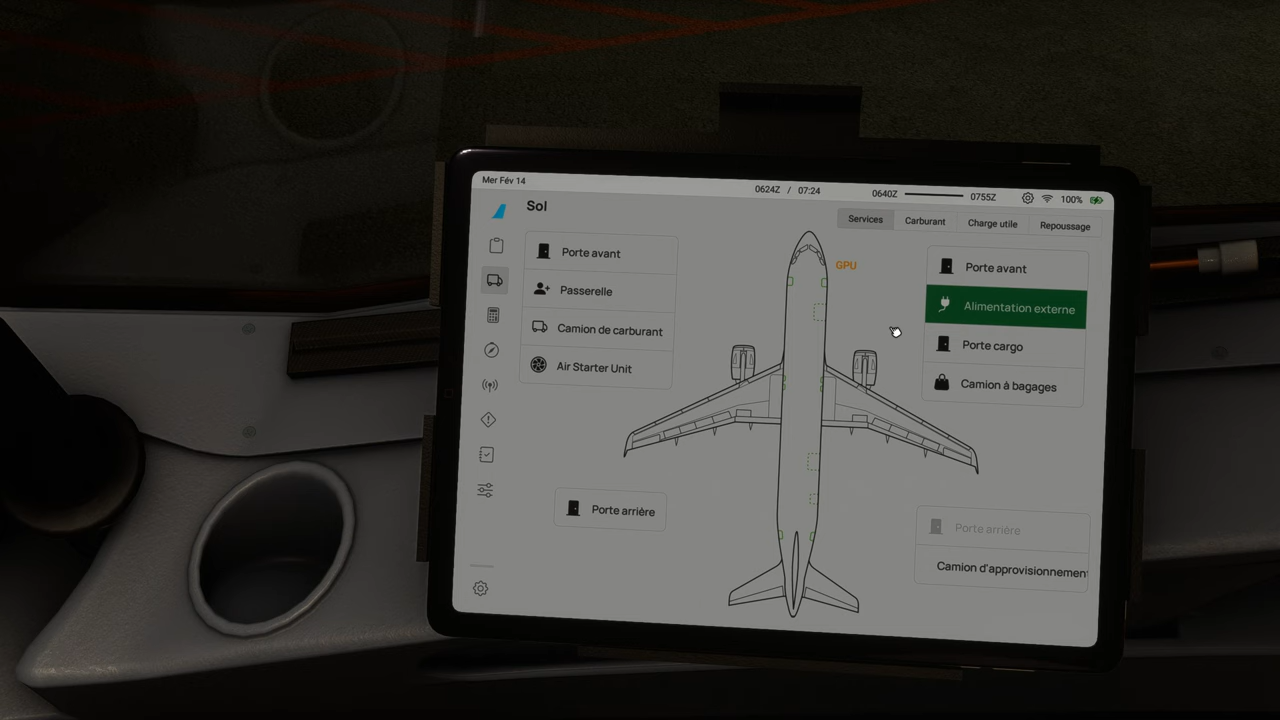 Mer Fév 14
0624Z / 07:24
0640Z
0755Z
100%
Sol
Services
Carburant
Charge utile
Repoussage
Porte avant
Passerelle
Camion de carburant
Air Starter Unit
GPU
Porte avant
Alimentation externe
Porte cargo
Camion à bagages
Porte arrière
Porte arrière
Camion d'approvisionnement